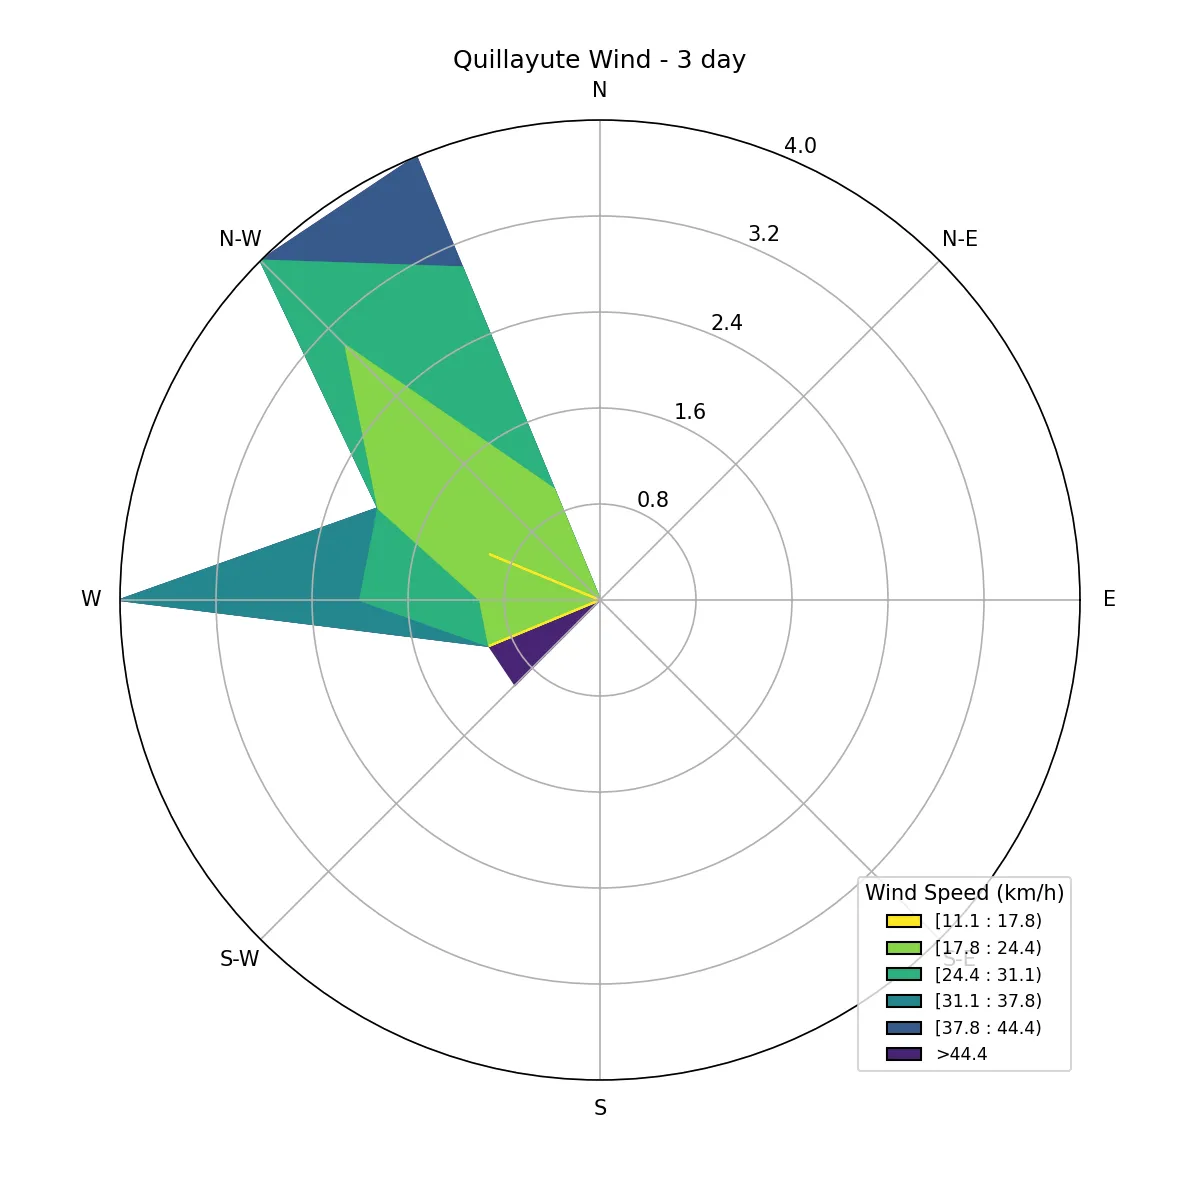 Quillayute Wind - 3 day
N
4.0
N-W
N-E
3.2
2.4
1.6
0.8
W
E
S-W
S-E
S
Wind Speed (km/h)
[11.1 : 17.8)
[17.8 : 24.4)
[24.4 : 31.1)
[31.1 : 37.8)
[37.8 : 44.4)
>44.4